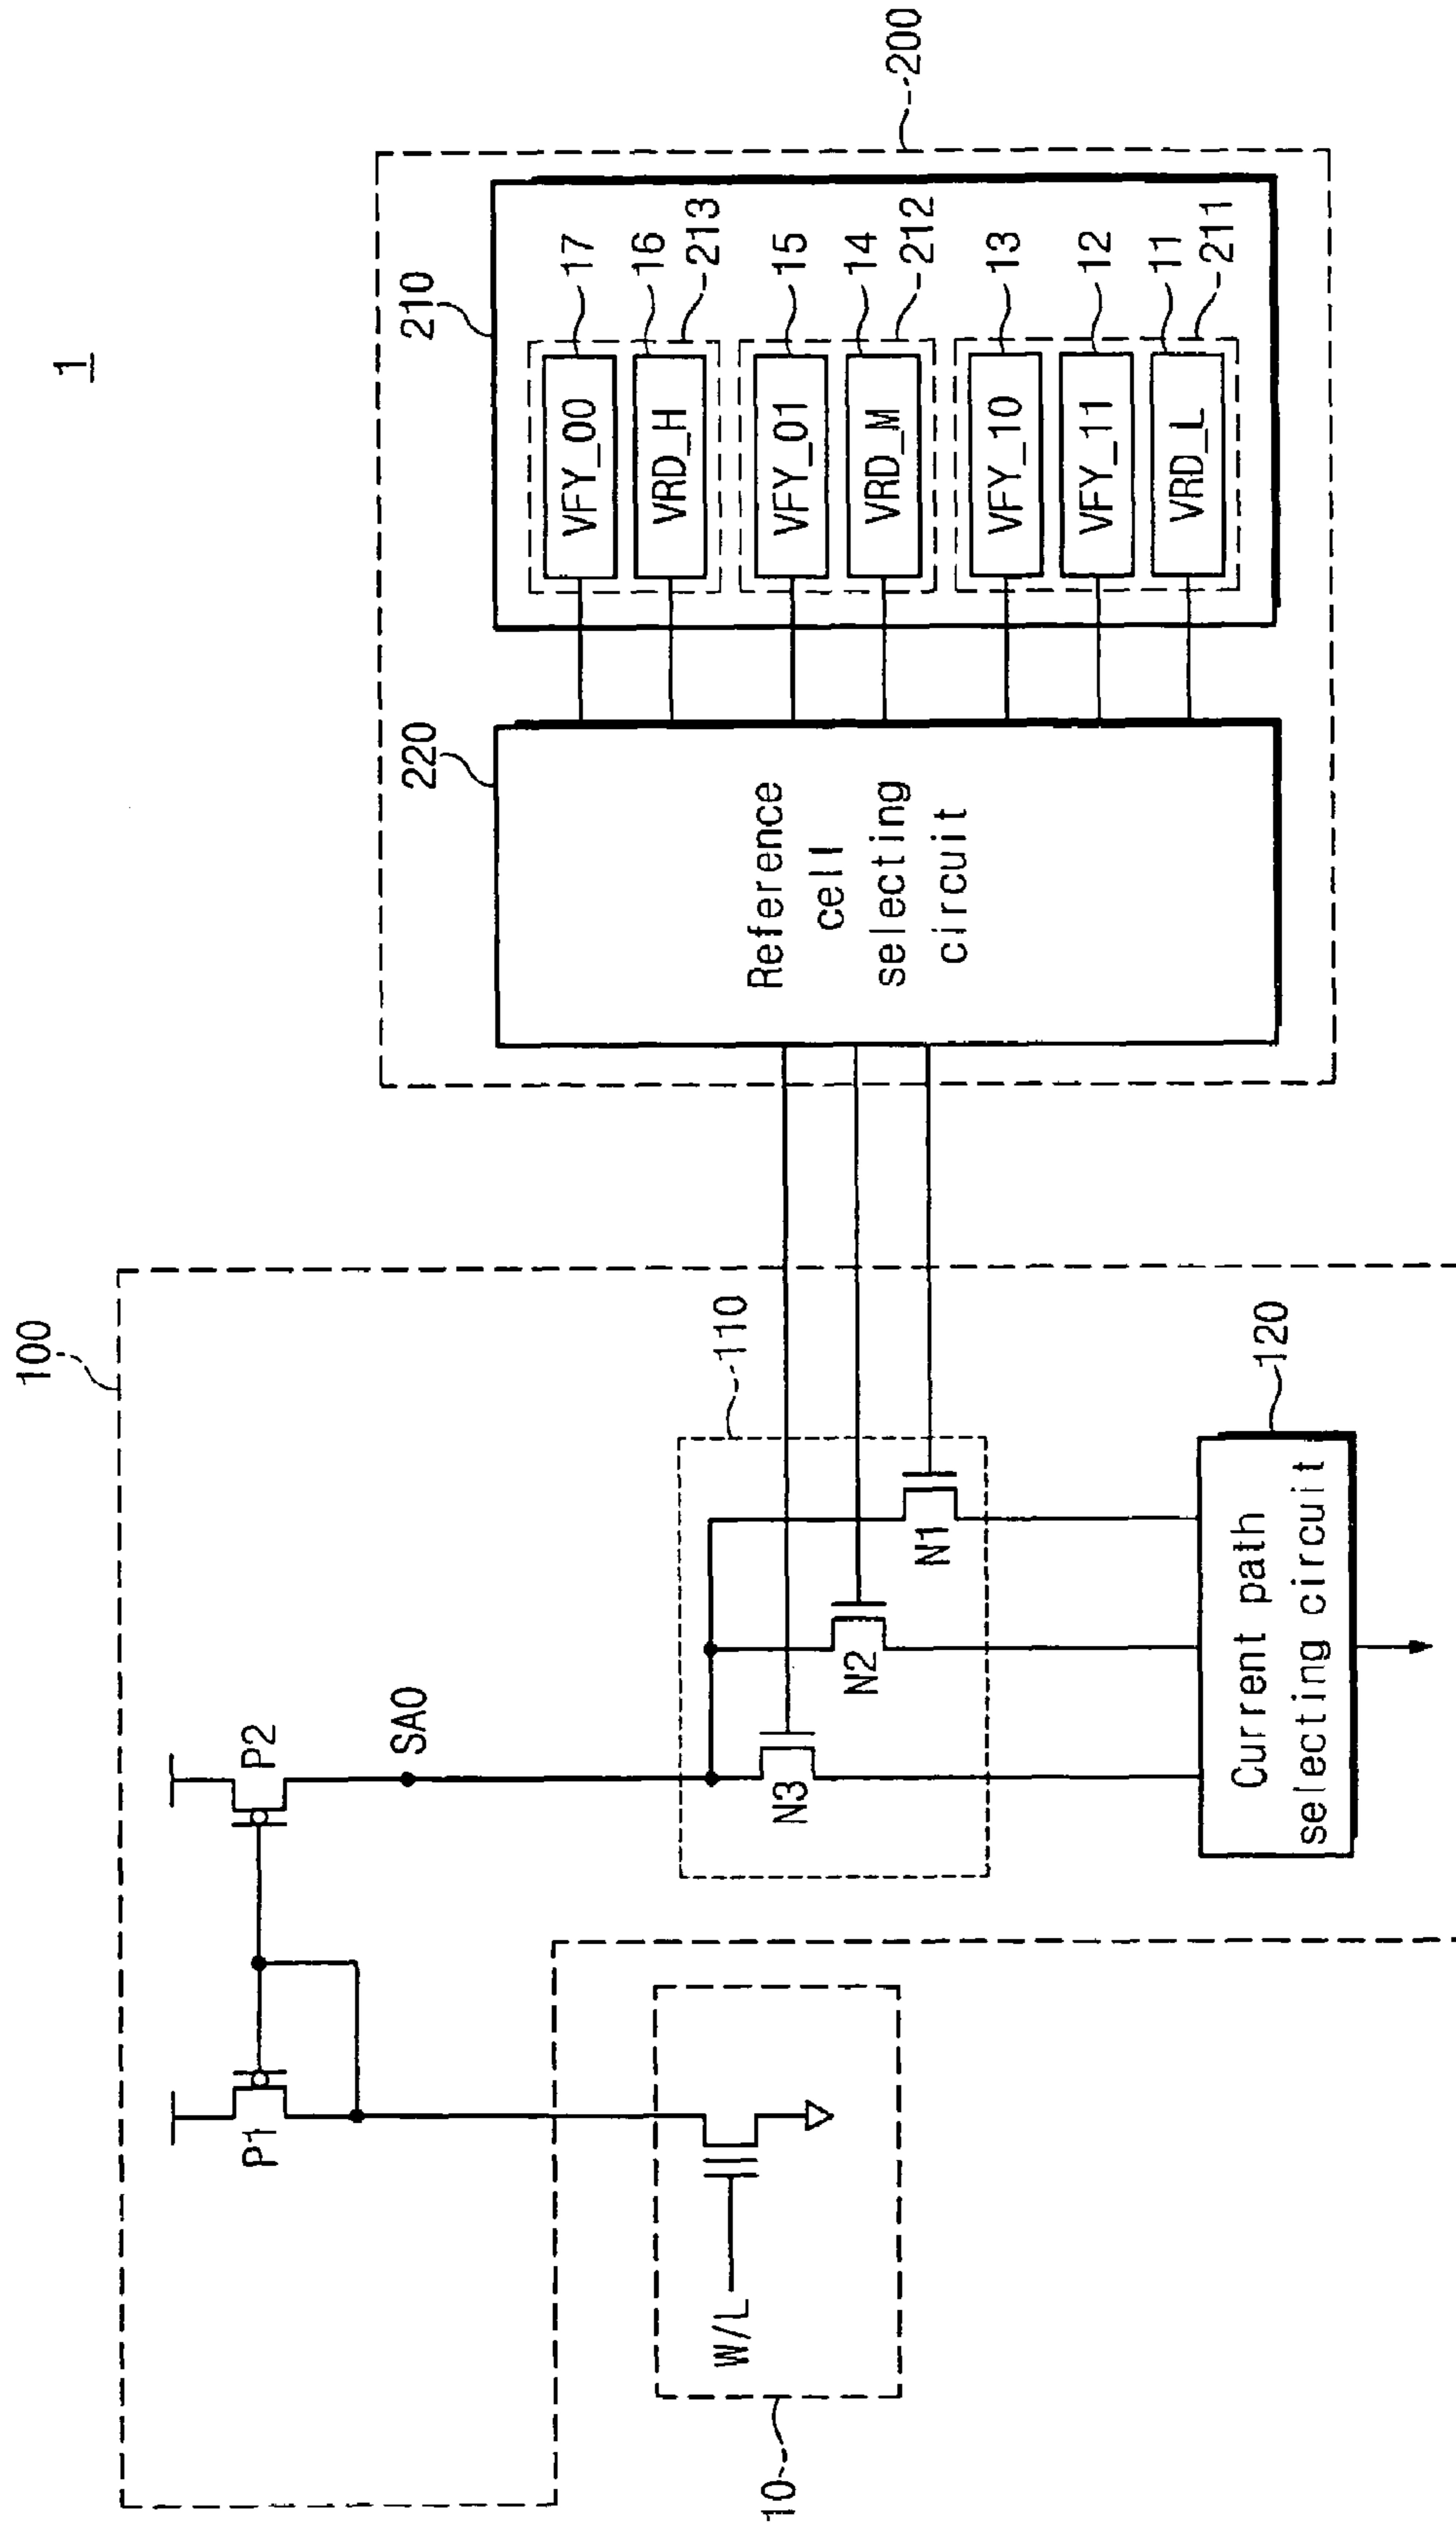 1
100
P1
P2
SAO
W/L
10
110
N3
N2
N1
120
Current path
selecting circuit
200
220
Reference
cell
selecting
circuit
210
VFY_00
17
VRD_H
16
213
VFY_01
15
VRD_M
14
212
VFY_10
13
VFY_11
12
VRD_L
11
211